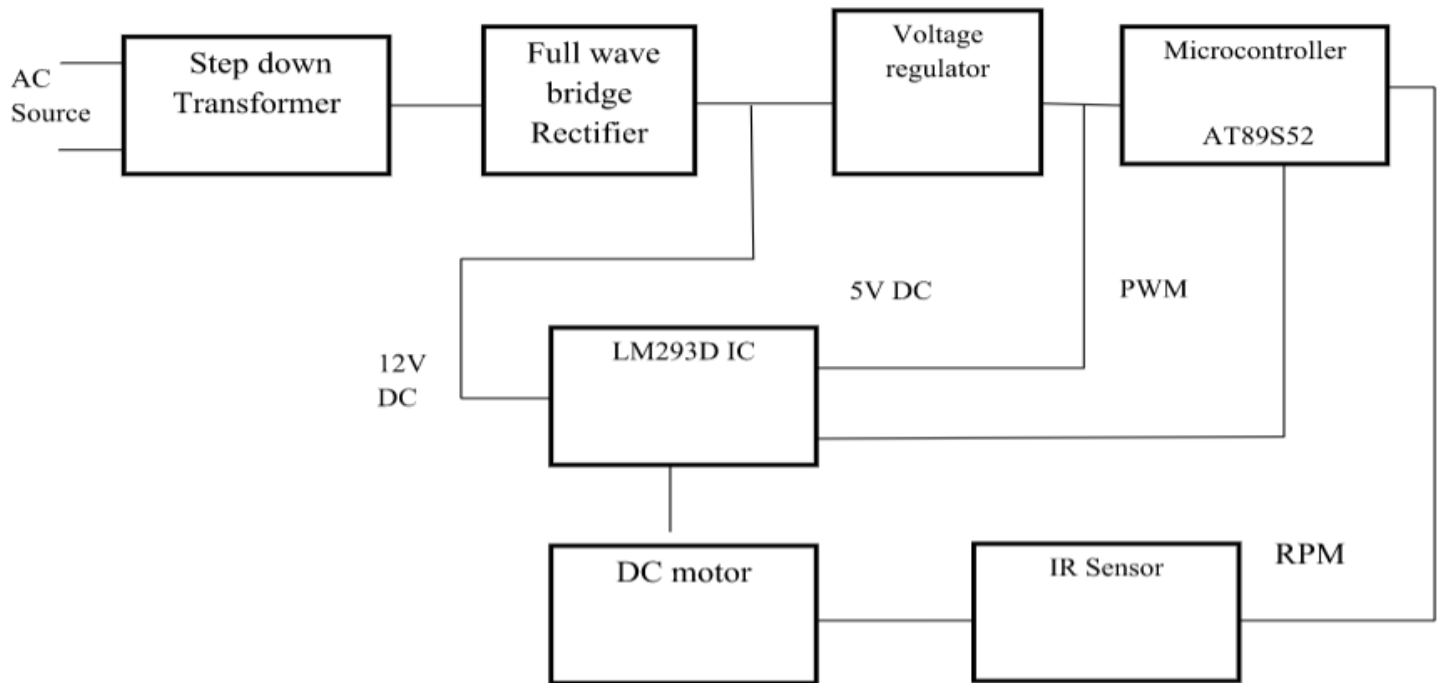 AC
Source
Step down
Transformer
Full wave
bridge
Rectifier
Voltage
regulator
Microcontroller
AT89S52
5V DC
PWM
12V
DC
LM293D IC
DC motor
IR Sensor
RPM